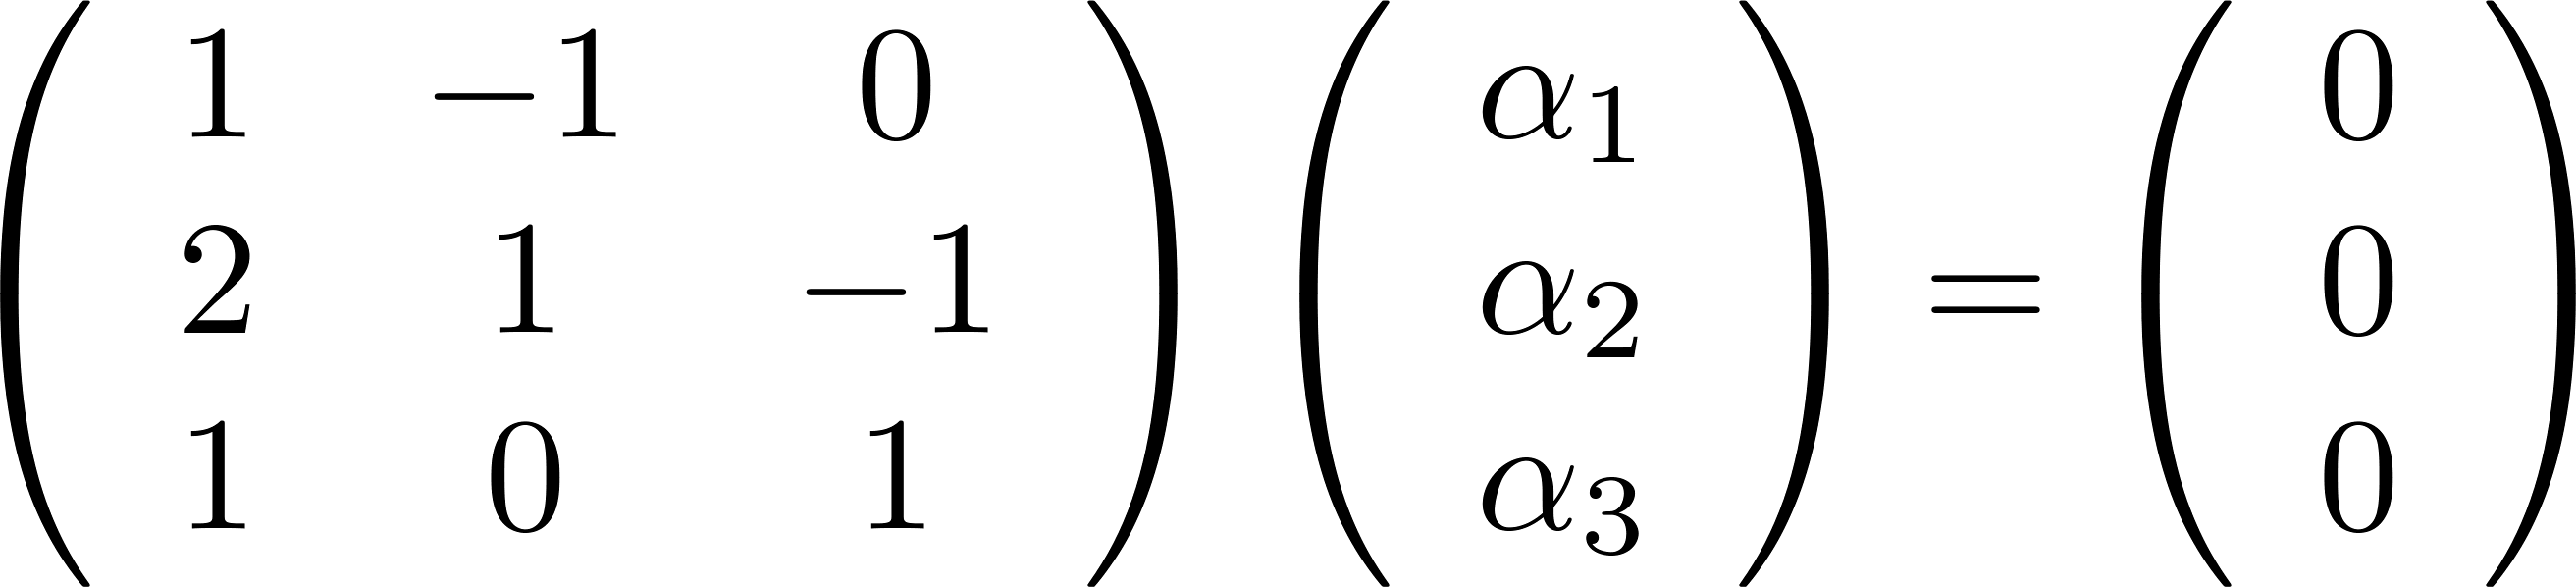 ( 1 −1 0 ) ( α₁ ) = ( 0 )
( 2 1 −1 ) ( α₂ ) = ( 0 )
( 1 0 1 ) ( α₃ ) = ( 0 )